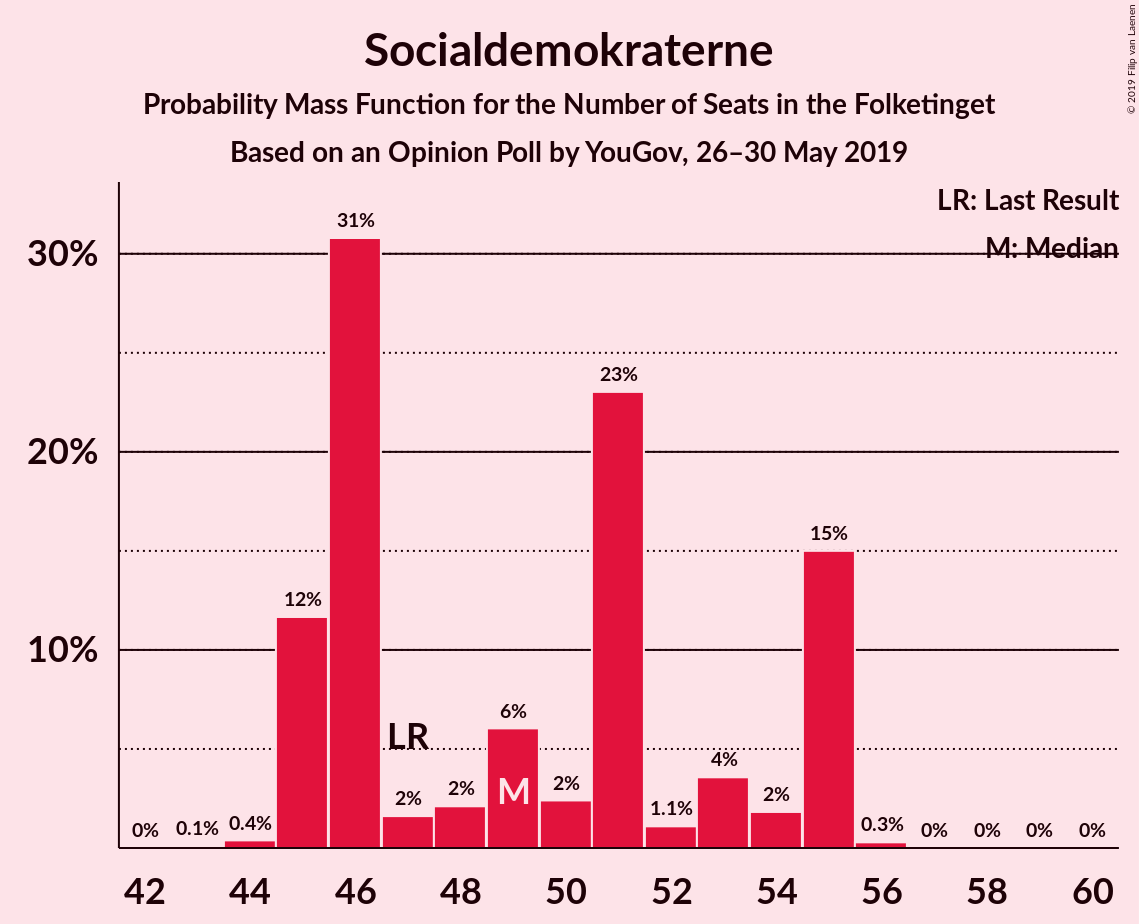 Socialdemokraterne
Probability Mass Function for the Number of Seats in the Folketinget
Based on an Opinion Poll by YouGov, 26–30 May 2019
© 2019 Filip van Laenen
LR: Last Result
M: Median
30%
20%
10%
0%
0.1%
0.4%
12%
31%
2%
2%
6%
2%
23%
1.1%
4%
2%
15%
0.3%
0%
0%
0%
0%
LR
M
42 44 46 48 50 52 54 56 58 60